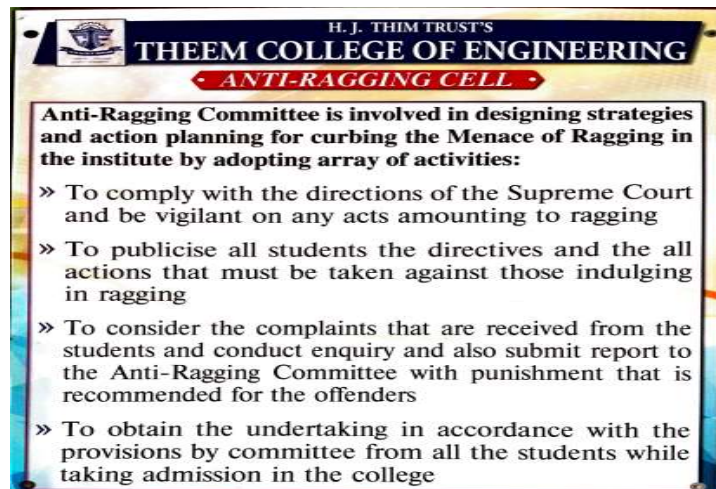 H. J. THIM TRUST'S
THEEM COLLEGE OF ENGINEERING
• ANTI-RAGGING CELL •
Anti-Ragging Committee is involved in designing strategies
and action planning for curbing the Menace of Ragging in
the institute by adopting array of activities:
» To comply with the directions of the Supreme Court
and be vigilant on any acts amounting to ragging
» To publicise all students the directives and the all
actions that must be taken against those indulging
in ragging
» To consider the complaints that are received from the
students and conduct enquiry and also submit report to
the Anti-Ragging Committee with punishment that is
recommended for the offenders
» To obtain the undertaking in accordance with the
provisions by committee from all the students while
taking admission in the college